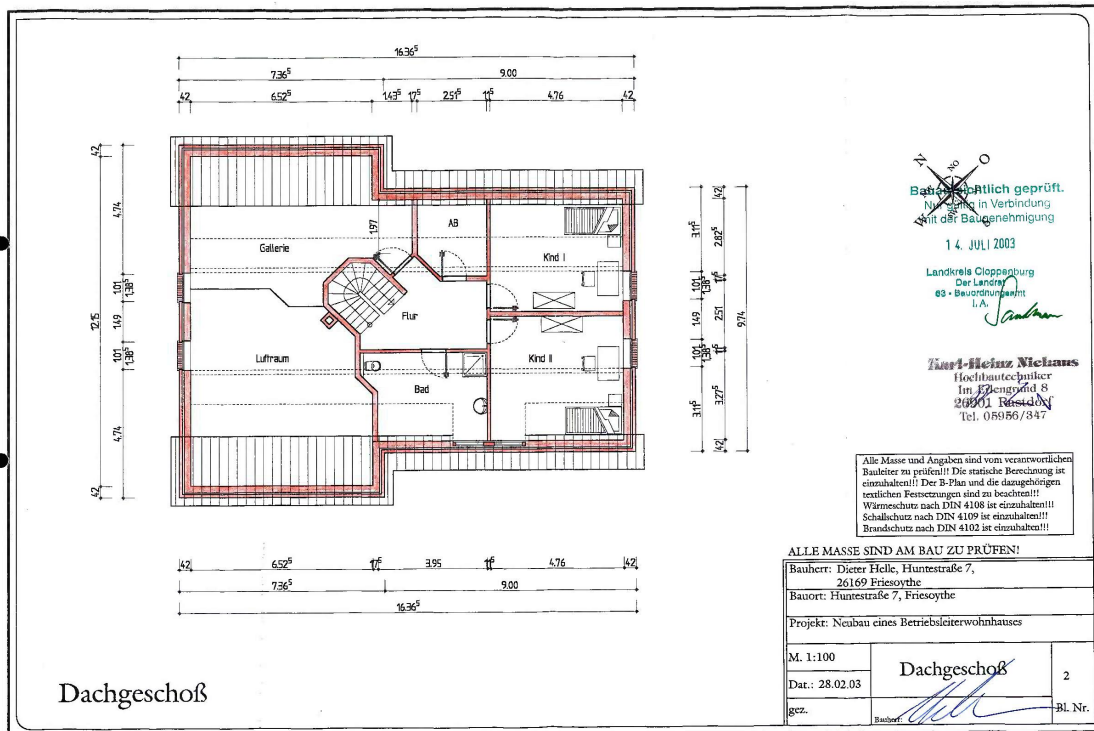 16.36⁵
7.36⁵ 9.00
42 6.52⁵ 1.43⁵ 17⁵ 2.51⁵ 11⁵ 4.76 42
42
4.74
1.01 1.38⁵
12.15
1.49
1.01 1.38⁵
4.74
42
Gallerie
1.97
AB
Kind I
Flur
Luftraum
Bad
Kind II
42
3.11⁵ 2.82⁵
1.01 1.38⁵
1.49 2.51
9.74
1.01 1.38⁵
3.11⁵ 3.27⁵
42
42 6.52⁵ 17⁵ 3.95 11⁵ 4.76 42
7.36⁵ 9.00
16.36⁵
N O
NO
W S
Bauaufsichtlich geprüft.
Nur gültig in Verbindung
mit der Baugenehmigung
14. JULI 2003
Landkreis Cloppenburg
Der Landrat
63 - Bauordnungsamt
I.A.
Karl-Heinz Niehaus
Hochbautechniker
Im Ellengrund 8
26901 Rastdorf
Tel. 05956/347
Alle Masse und Angaben sind vom verantwortlichen
Bauleiter zu prüfen!!! Die statische Berechnung ist
einzuhalten!!! Der B-Plan und die dazugehörigen
textlichen Festsetzungen sind zu beachten!!!
Wärmeschutz nach DIN 4108 ist einzuhalten!!!
Schallschutz nach DIN 4109 ist einzuhalten!!!
Brandschutz nach DIN 4102 ist einzuhalten!!!
ALLE MASSE SIND AM BAU ZU PRÜFEN!
Bauherr: Dieter Helle, Huntestraße 7,
26169 Friesoythe
Bauort: Huntestraße 7, Friesoythe
Projekt: Neubau eines Betriebsleiterwohnhauses
M. 1:100
Dachgeschoß
2
Dat.: 28.02.03
gez.
Bauherr:
Bl. Nr.
Dachgeschoß